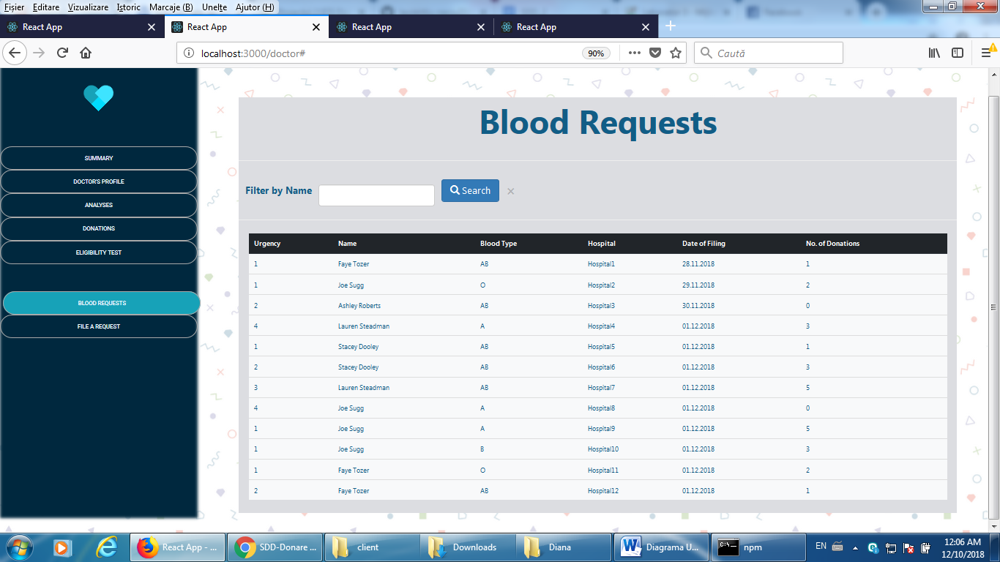 Fișier Editare Vizualizare Istoric Marcaje (B) Unelte Ajutor (H)
React App React App React App React App
localhost:3000/doctor# 90% Caută
SUMMARY
DOCTOR'S PROFILE
ANALYSES
DONATIONS
ELIGIBILITY TEST
BLOOD REQUESTS
FILE A REQUEST
Blood Requests
Filter by Name Search
Urgency Name Blood Type Hospital Date of Filing No. of Donations
1 Faye Tozer AB Hospital1 28.11.2018 1
1 Joe Sugg O Hospital2 29.11.2018 2
2 Ashley Roberts AB Hospital3 30.11.2018 0
4 Lauren Steadman A Hospital4 01.12.2018 3
1 Stacey Dooley AB Hospital5 01.12.2018 1
2 Stacey Dooley AB Hospital6 01.12.2018 3
3 Lauren Steadman AB Hospital7 01.12.2018 5
4 Joe Sugg A Hospital8 01.12.2018 0
1 Joe Sugg A Hospital9 01.12.2018 5
1 Joe Sugg B Hospital10 01.12.2018 3
1 Faye Tozer O Hospital11 01.12.2018 2
2 Faye Tozer AB Hospital12 01.12.2018 1
React App - ... SDD-Donare ... client Downloads Diana Diagrama U... npm EN 12:06 AM
12/10/2018